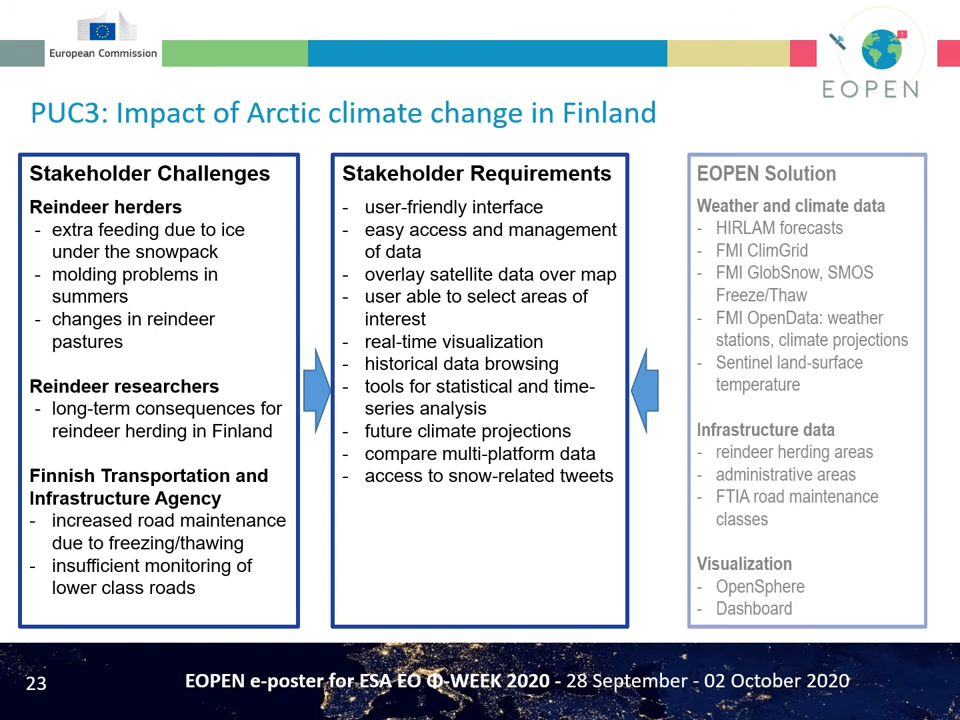 European Commission
EOPEN
PUC3: Impact of Arctic climate change in Finland
Stakeholder Challenges
Reindeer herders
- extra feeding due to ice
under the snowpack
- molding problems in
summers
- changes in reindeer
pastures
Reindeer researchers
- long-term consequences for
reindeer herding in Finland
Finnish Transportation and
Infrastructure Agency
- increased road maintenance
due to freezing/thawing
- insufficient monitoring of
lower class roads
Stakeholder Requirements
- user-friendly interface
- easy access and management
of data
- overlay satellite data over map
- user able to select areas of
interest
- real-time visualization
- historical data browsing
- tools for statistical and time-
series analysis
- future climate projections
- compare multi-platform data
- access to snow-related tweets
EOPEN Solution
Weather and climate data
- HIRLAM forecasts
- FMI ClimGrid
- FMI GlobSnow, SMOS
Freeze/Thaw
- FMI OpenData: weather
stations, climate projections
- Sentinel land-surface
temperature
Infrastructure data
- reindeer herding areas
- administrative areas
- FTIA road maintenance
classes
Visualization
- OpenSphere
- Dashboard
23
EOPEN e-poster for ESA EO Φ-WEEK 2020 - 28 September - 02 October 2020